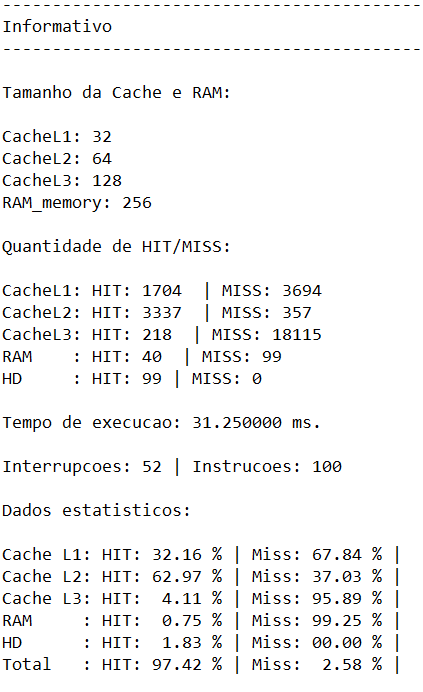 ------------------------------------------
Informativo
------------------------------------------
Tamanho da Cache e RAM:
CacheL1: 32
CacheL2: 64
CacheL3: 128
RAM_memory: 256
Quantidade de HIT/MISS:
CacheL1: HIT: 1704  | MISS: 3694
CacheL2: HIT: 3337  | MISS: 357
CacheL3: HIT: 218  | MISS: 18115
RAM    : HIT: 40  | MISS: 99
HD     : HIT: 99 | MISS: 0
Tempo de execucao: 31.250000 ms.
Interrupcoes: 52 | Instrucoes: 100
Dados estatisticos:
Cache L1: HIT: 32.16 % | Miss: 67.84 % |
Cache L2: HIT: 62.97 % | Miss: 37.03 % |
Cache L3: HIT:  4.11 % | Miss: 95.89 % |
RAM     : HIT:  0.75 % | Miss: 99.25 % |
HD      : HIT:  1.83 % | Miss: 00.00 % |
Total   : HIT: 97.42 % | Miss:  2.58 % |